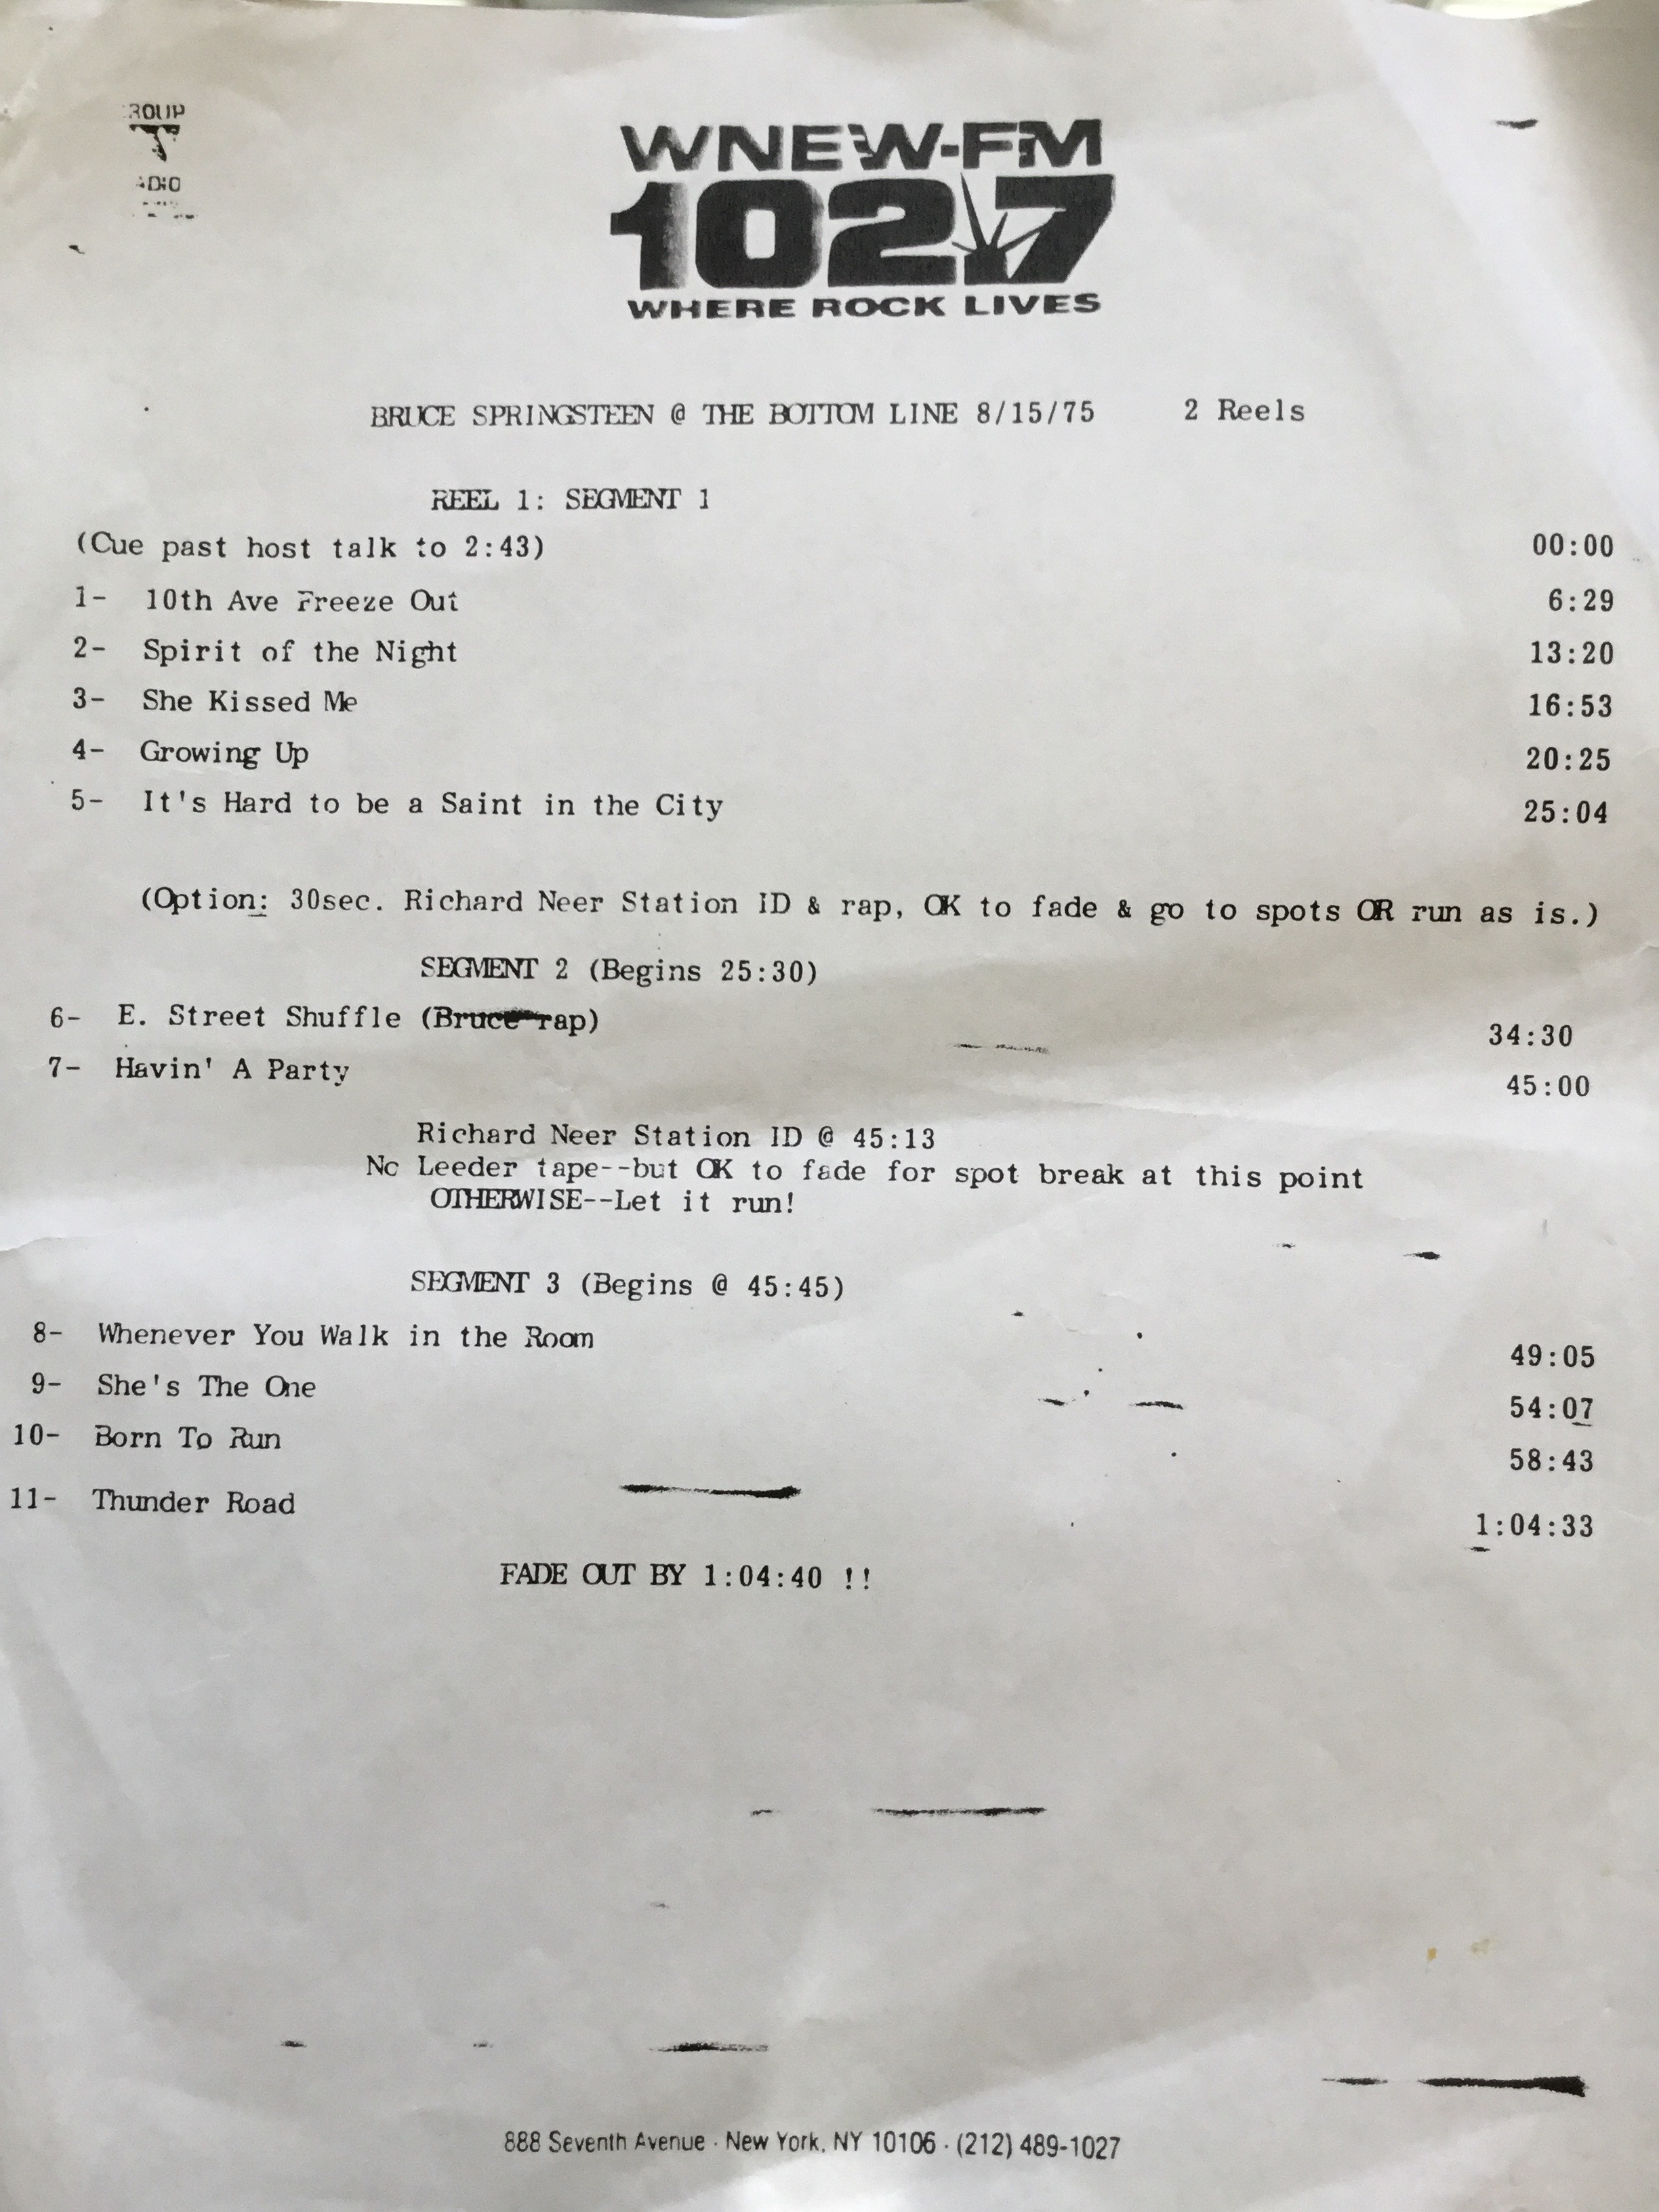 WNEW-FM
102.7
WHERE ROCK LIVES
BRUCE SPRINGSTEEN @ THE BOTTOM LINE 8/15/75 2 Reels
REEL 1: SEGMENT 1
(Cue past host talk to 2:43) 00:00
1- 10th Ave Freeze Out 6:29
2- Spirit of the Night 13:20
3- She Kissed Me 16:53
4- Growing Up 20:25
5- It's Hard to be a Saint in the City 25:04
(Option: 30sec. Richard Neer Station ID & rap, OK to fade & go to spots OR run as is.)
SEGMENT 2 (Begins 25:30)
6- E. Street Shuffle (Bruce rap) 34:30
7- Havin' A Party 45:00
Richard Neer Station ID @ 45:13
No Leeder tape--but OK to fade for spot break at this point
OTHERWISE--Let it run!
SEGMENT 3 (Begins @ 45:45)
8- Whenever You Walk in the Room 49:05
9- She's The One 54:07
10- Born To Run 58:43
11- Thunder Road 1:04:33
FADE OUT BY 1:04:40 !!
888 Seventh Avenue · New York, NY 10106 · (212) 489-1027